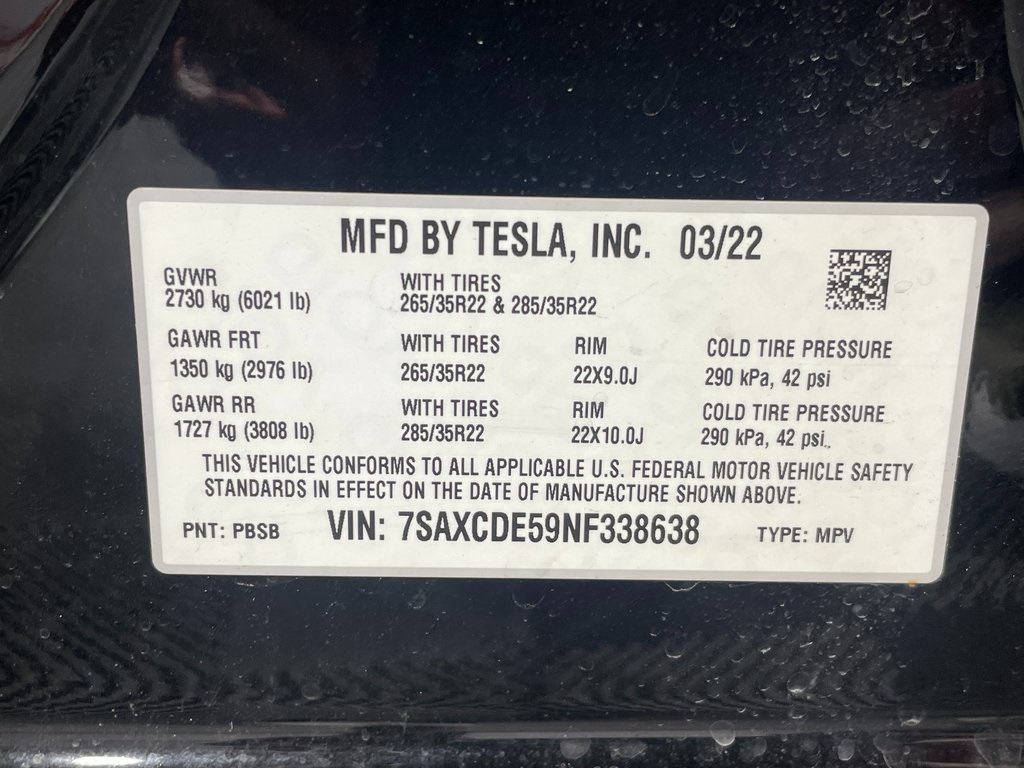 MFD BY TESLA, INC. 03/22
GVWR WITH TIRES
2730 kg (6021 lb) 265/35R22 & 285/35R22
GAWR FRT WITH TIRES RIM COLD TIRE PRESSURE
1350 kg (2976 lb) 265/35R22 22X9.0J 290 kPa, 42 psi
GAWR RR WITH TIRES RIM COLD TIRE PRESSURE
1727 kg (3808 lb) 285/35R22 22X10.0J 290 kPa, 42 psi
THIS VEHICLE CONFORMS TO ALL APPLICABLE U.S. FEDERAL MOTOR VEHICLE SAFETY
STANDARDS IN EFFECT ON THE DATE OF MANUFACTURE SHOWN ABOVE.
PNT: PBSB VIN: 7SAXCDE59NF338638 TYPE: MPV